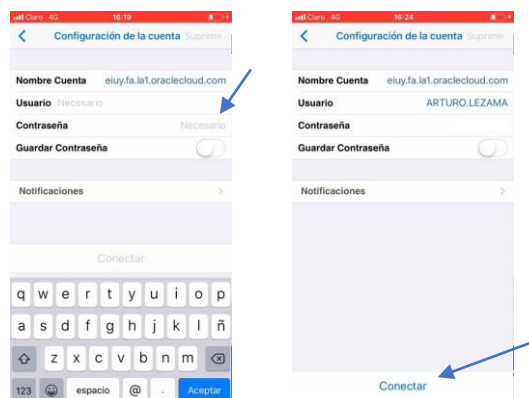 Claro 4G 16:19
Configuración de la cuenta Suprimir
Nombre Cuenta eiuy.fa.la1.oraclecloud.com
Usuario Necesario
Contraseña Necesario
Guardar Contraseña
Notificaciones
Conectar
q w e r t y u i o p
a s d f g h j k l ñ
z x c v b n m
123 espacio @ . Aceptar
Claro 4G 16:24
Configuración de la cuenta Suprimir
Nombre Cuenta eiuy.fa.la1.oraclecloud.com
Usuario ARTURO.LEZAMA
Contraseña
Guardar Contraseña
Notificaciones
Conectar